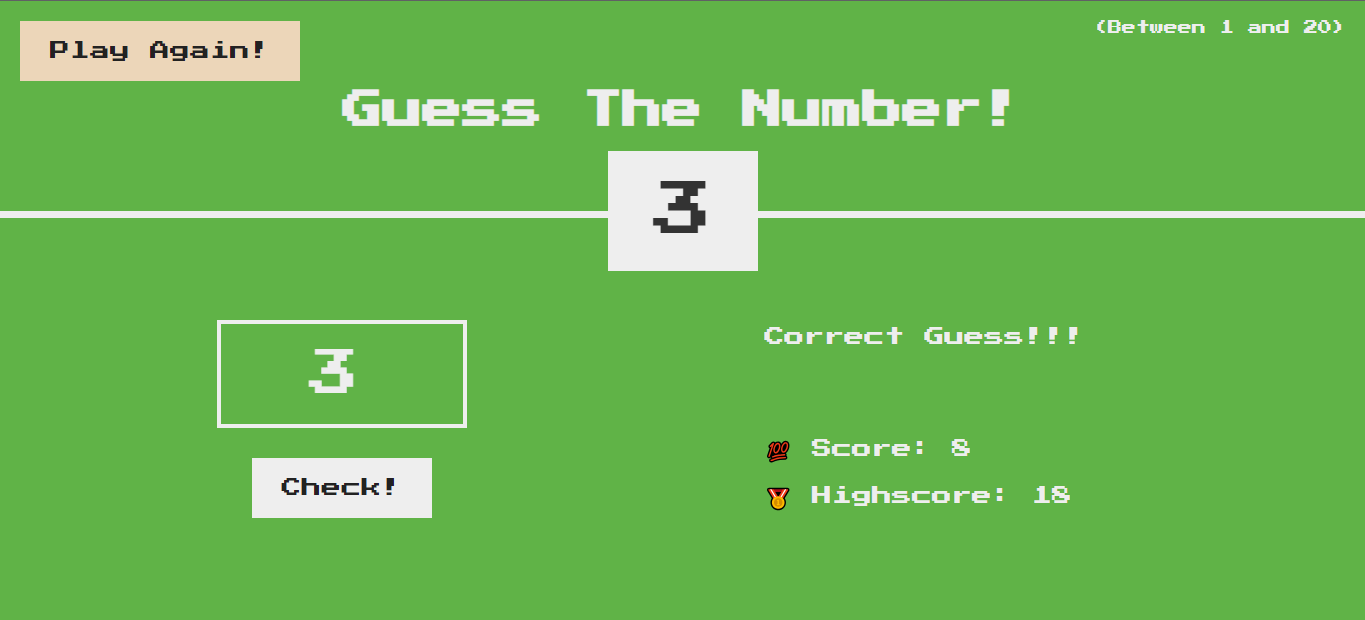 Play Again!
(Between 1 and 20)
Guess The Number!
3
3
Check!
Correct Guess!!!
💯 Score: 8
🏅 Highscore: 18